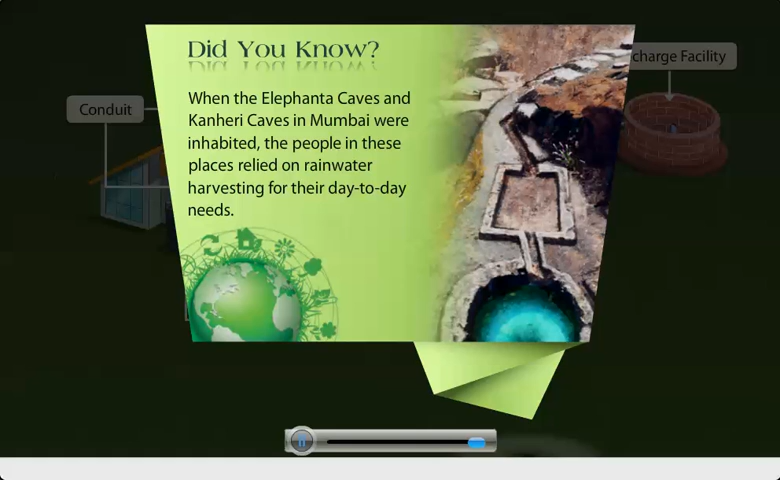 Did You Know?
charge Facility
Conduit
When the Elephanta Caves and
Kanheri Caves in Mumbai were
inhabited, the people in these
places relied on rainwater
harvesting for their day-to-day
needs.